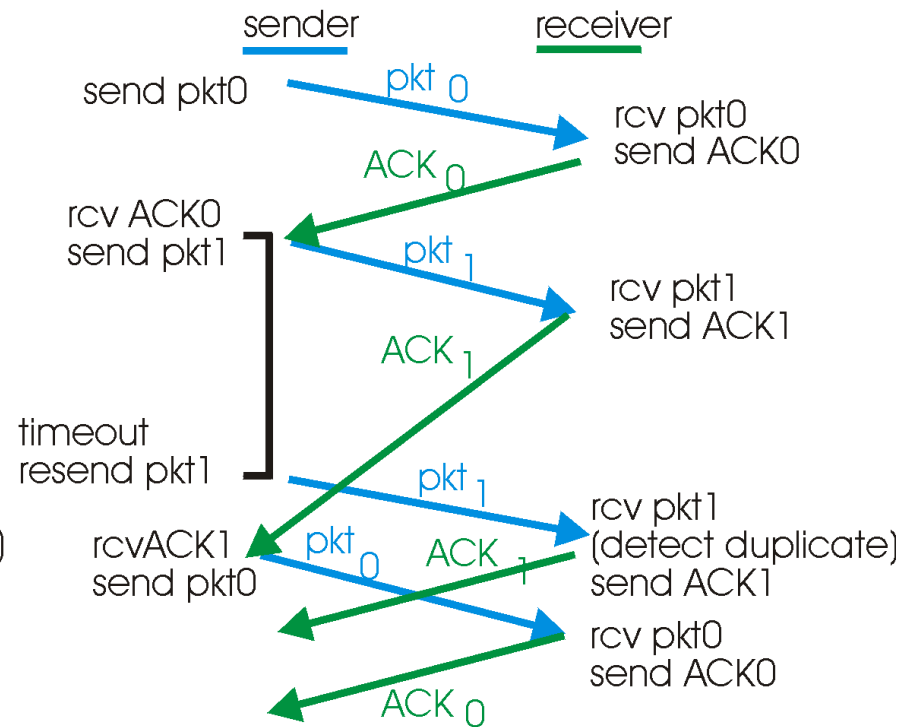 sender
receiver
send pkt0
pkt 0
rcv pkt0
send ACK0
ACK 0
rcv ACK0
send pkt1
pkt 1
rcv pkt1
send ACK1
ACK 1
timeout
resend pkt1
pkt 1
rcv pkt1
(detect duplicate)
send ACK1
)
rcvACK1
send pkt0
pkt 0
ACK 1
rcv pkt0
send ACK0
ACK 0